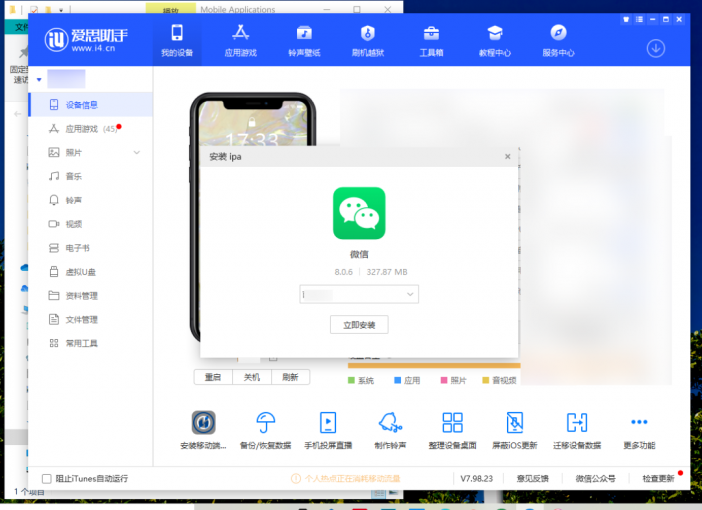 播放
Mobile Applications
文件
爱思助手
www.i4.cn
我的设备
应用游戏
铃声壁纸
刷机越狱
工具箱
教程中心
服务中心
设备信息
应用游戏 (45)
照片
音乐
铃声
视频
电子书
虚拟U盘
资料管理
文件管理
常用工具
17:33
安装 ipa
微信
8.0.6 | 327.87 MB
立即安装
重启 关机 刷新
系统 应用 照片 音视频
安装移动端... 备份/恢复数据 手机投屏直播 制作铃声 整理设备桌面 屏蔽iOS更新 迁移设备数据 更多功能
阻止iTunes自动运行
个人热点正在消耗移动流量
V7.98.23
意见反馈
微信公众号
检查更新
1 个项目